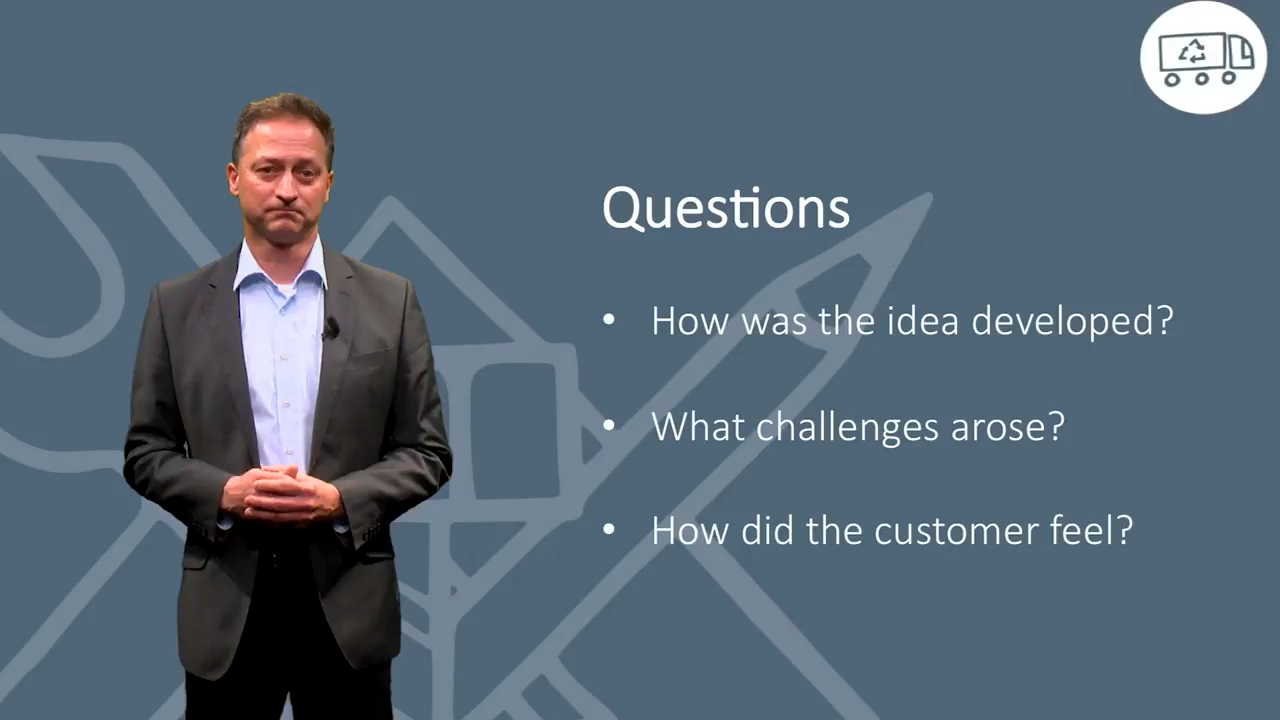 Questions
• How was the idea developed?
• What challenges arose?
• How did the customer feel?